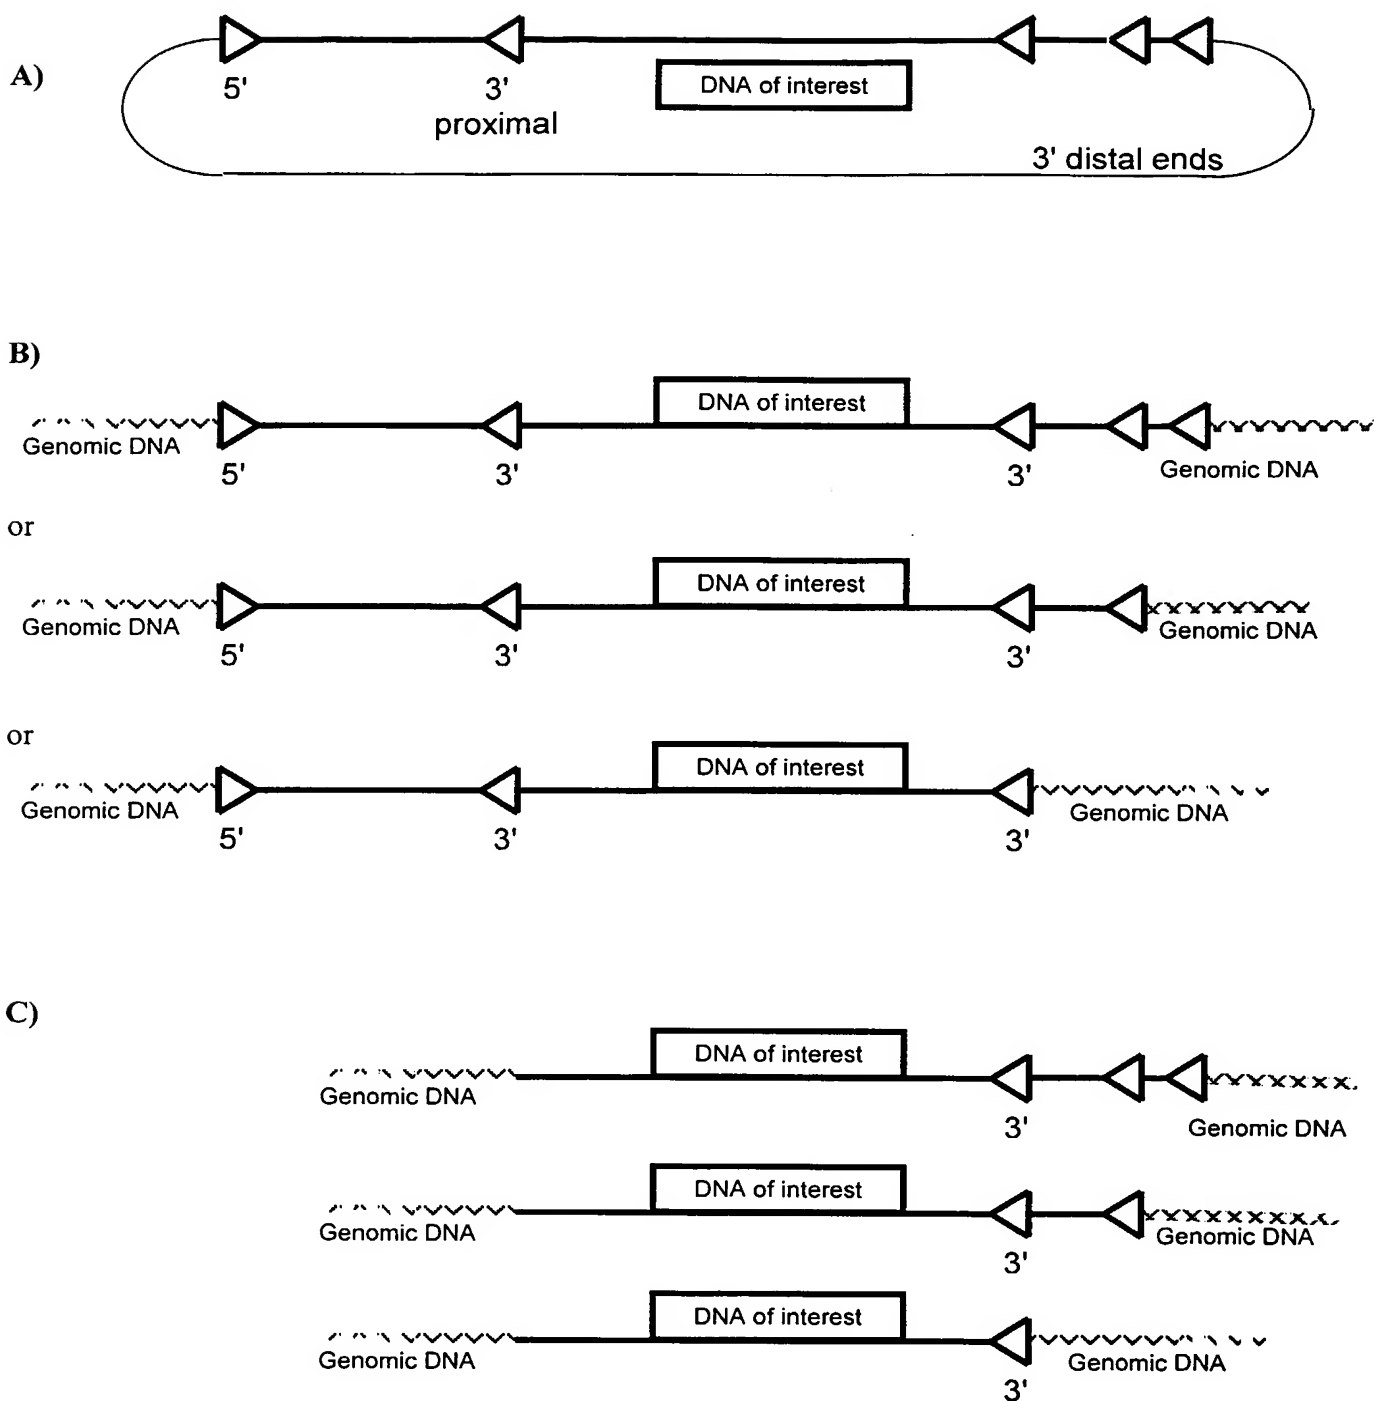 A)
5'
3'
proximal
DNA of interest
3' distal ends
B)
DNA of interest
Genomic DNA
5'
3'
3'
Genomic DNA
or
DNA of interest
Genomic DNA
5'
3'
3'
Genomic DNA
or
DNA of interest
Genomic DNA
5'
3'
3'
Genomic DNA
C)
DNA of interest
Genomic DNA
3'
Genomic DNA
DNA of interest
Genomic DNA
3'
Genomic DNA
DNA of interest
Genomic DNA
3'
Genomic DNA